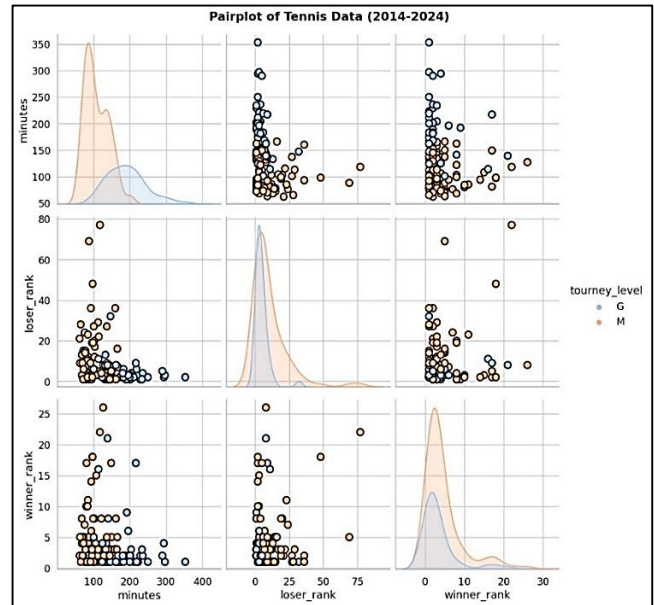 Pairplot of Tennis Data (2014-2024)
350
300
250
200
150
100
50
minutes
80
60
40
20
0
loser_rank
tourney_level
G
M
25
20
15
10
5
0
winner_rank
100 200 300 400 0 25 50 75 0 10 20 30
minutes loser_rank winner_rank